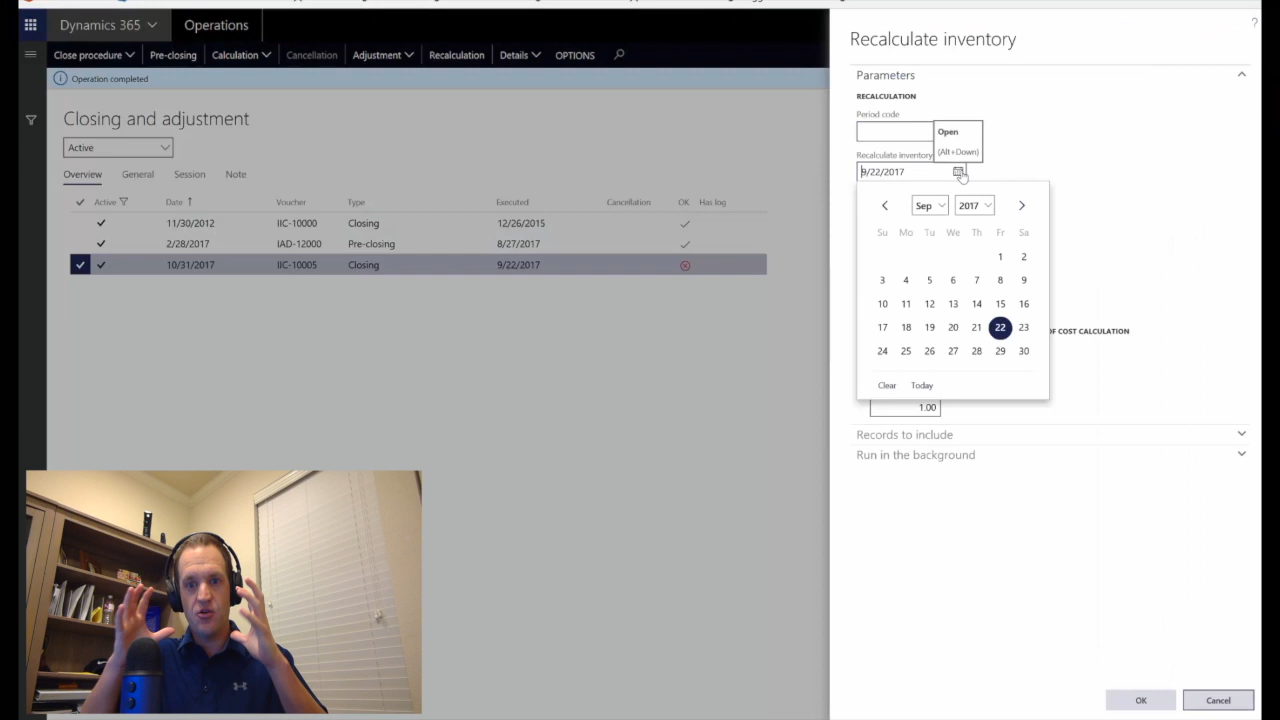 Dynamics 365
Operations
?
Close procedure Pre-closing Calculation Cancellation Adjustment Recalculation Details OPTIONS
Operation completed
Closing and adjustment
Active
Overview General Session Note
Active Date Voucher Type Executed Cancellation OK Has log
11/30/2012 IIC-10000 Closing 12/26/2015
2/28/2017 IAD-12000 Pre-closing 8/27/2017
10/31/2017 IIC-10005 Closing 9/22/2017
Recalculate inventory
Parameters
RECALCULATION
Period code
Open
(Alt+Down)
Recalculate inventory
9/22/2017
Sep 2017
Su Mo Tu We Th Fr Sa
1 2
3 4 5 6 7 8 9
10 11 12 13 14 15 16
17 18 19 20 21 22 23
24 25 26 27 28 29 30
OF COST CALCULATION
Clear Today
1.00
Records to include
Run in the background
OK Cancel